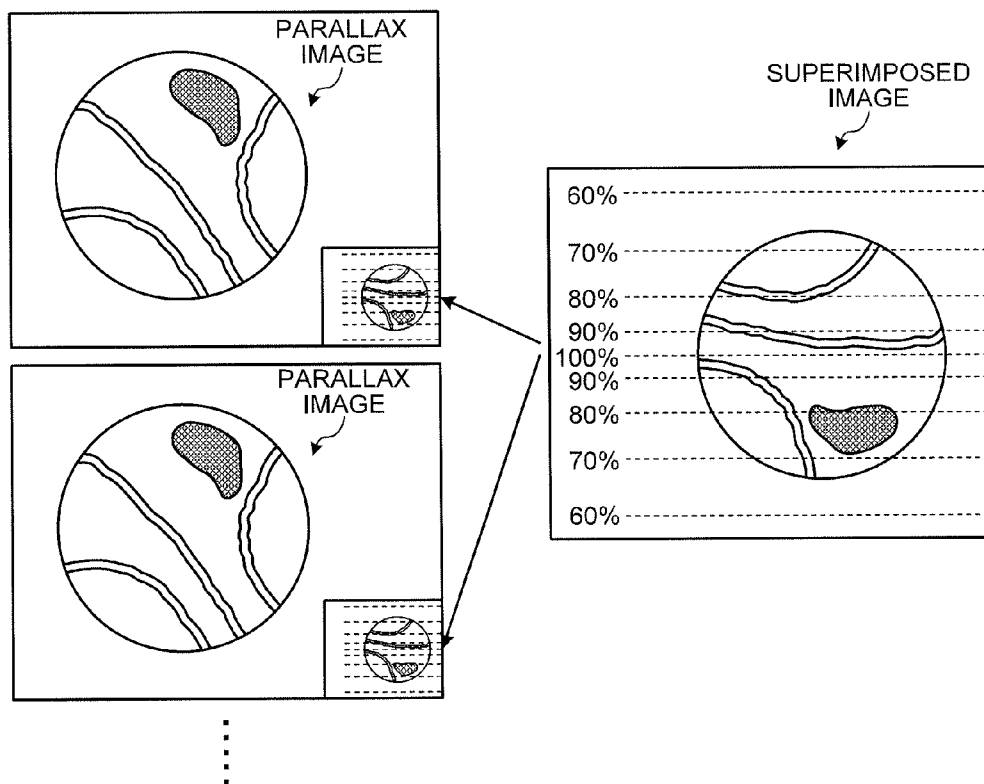 PARALLAX
IMAGE
PARALLAX
IMAGE
SUPERIMPOSED
IMAGE
60%
70%
80%
90%
100%
90%
80%
70%
60%